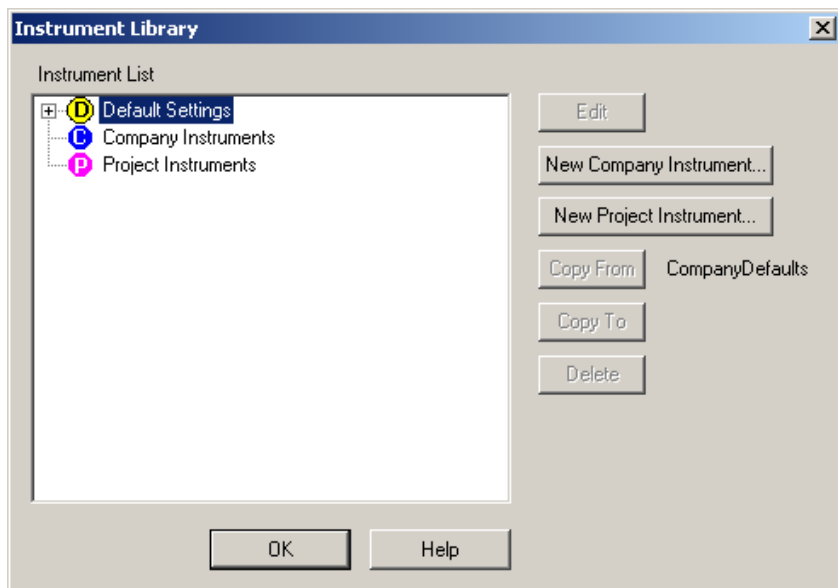 Instrument Library
Instrument List
D Default Settings
C Company Instruments
P Project Instruments
Edit
New Company Instrument...
New Project Instrument...
Copy From CompanyDefaults
Copy To
Delete
OK Help